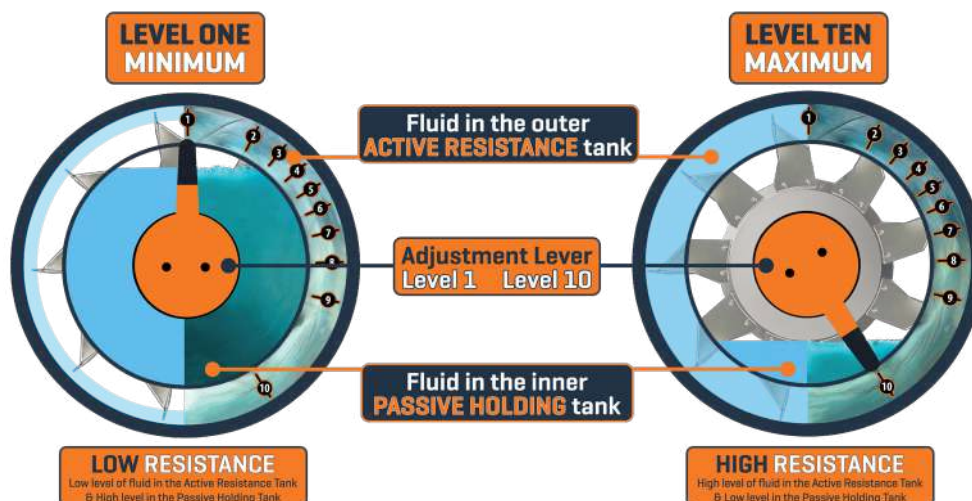 LEVEL ONE
MINIMUM
LEVEL TEN
MAXIMUM
Fluid in the outer
ACTIVE RESISTANCE tank
1
2
3
4
5
6
7
8
9
10
1
2
3
4
5
6
7
8
9
10
Adjustment Lever
Level 1 Level 10
Fluid in the inner
PASSIVE HOLDING tank
LOW RESISTANCE
Low level of fluid in the Active Resistance Tank
& High level in the Passive Holding Tank
HIGH RESISTANCE
High level of fluid in the Active Resistance Tank
& Low level in the Passive Holding Tank